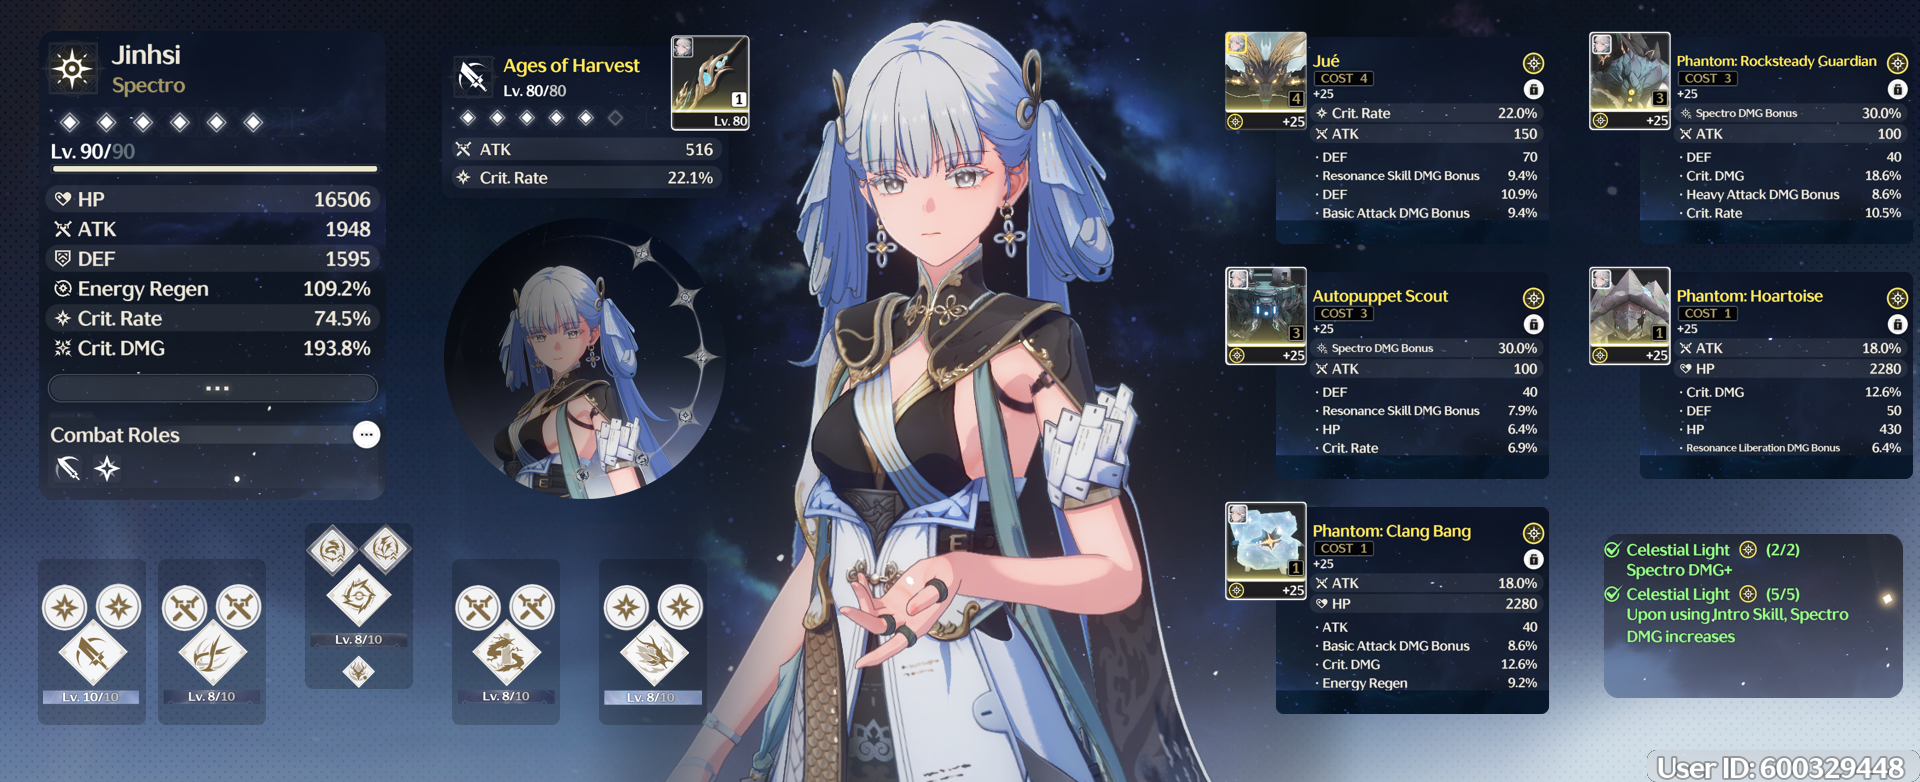 Jinhsi
Spectro
Lv. 90/90
HP 16506
ATK 1948
DEF 1595
Energy Regen 109.2%
Crit. Rate 74.5%
Crit. DMG 193.8%
...
Combat Roles ...
Lv. 10/10
Lv. 8/10
Lv. 8/10
Lv. 8/10
Lv. 8/10
Ages of Harvest
Lv. 80/80
1
Lv. 80
ATK 516
Crit. Rate 22.1%
Jué
COST 4
+25
4
+25
Crit. Rate 22.0%
ATK 150
· DEF 70
· Resonance Skill DMG Bonus 9.4%
· DEF 10.9%
· Basic Attack DMG Bonus 9.4%
Phantom: Rocksteady Guardian
COST 3
+25
3
+25
Spectro DMG Bonus 30.0%
ATK 100
· DEF 40
· Crit. DMG 18.6%
· Heavy Attack DMG Bonus 8.6%
· Crit. Rate 10.5%
Autopuppet Scout
COST 3
+25
3
+25
Spectro DMG Bonus 30.0%
ATK 100
· DEF 40
· Resonance Skill DMG Bonus 7.9%
· HP 6.4%
· Crit. Rate 6.9%
Phantom: Hoartoise
COST 1
+25
1
+25
ATK 18.0%
HP 2280
· Crit. DMG 12.6%
· DEF 50
· HP 430
· Resonance Liberation DMG Bonus 6.4%
Phantom: Clang Bang
COST 1
+25
1
+25
ATK 18.0%
HP 2280
· ATK 40
· Basic Attack DMG Bonus 8.6%
· Crit. DMG 12.6%
· Energy Regen 9.2%
Celestial Light (2/2)
Spectro DMG+
Celestial Light (5/5)
Upon using Intro Skill, Spectro
DMG increases
User ID: 600329448